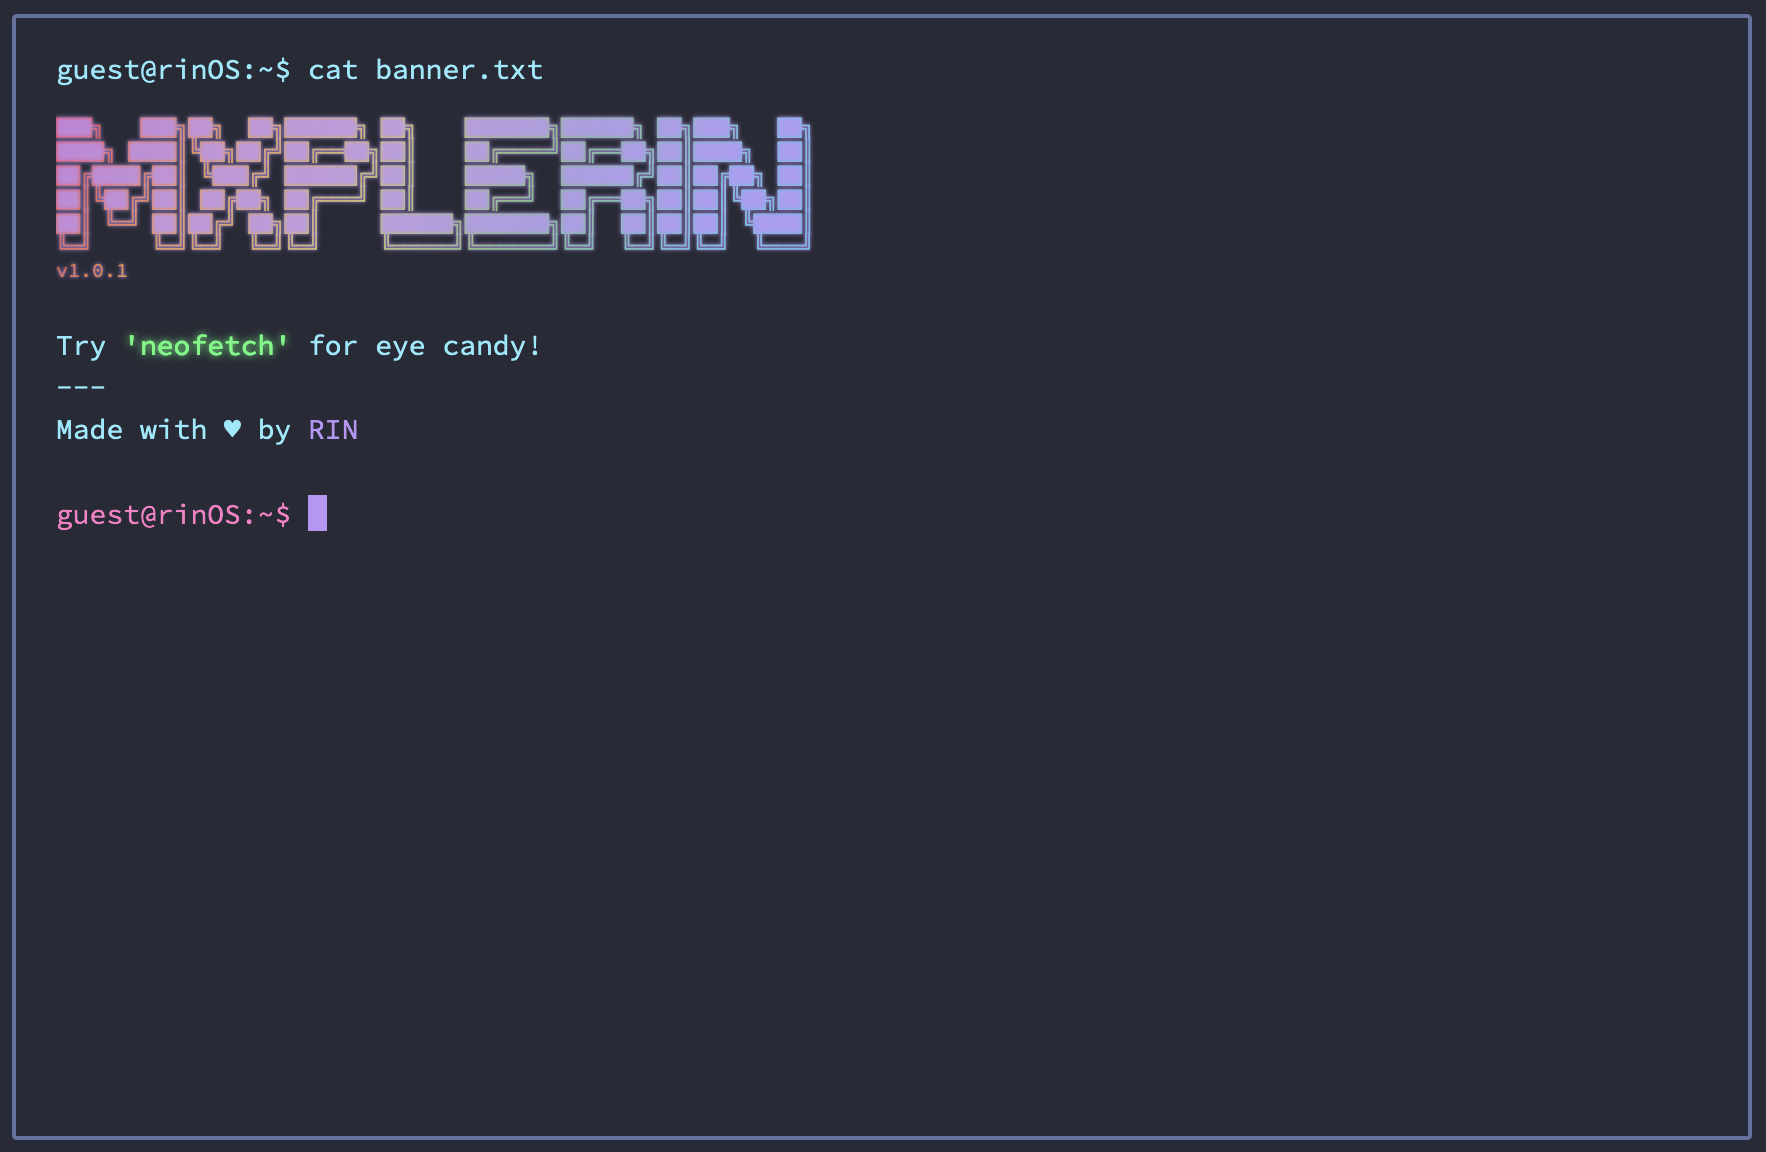 guest@rinOS:~$ cat banner.txt
MXPLERIN
v1.0.1
Try 'neofetch' for eye candy!
---
Made with ♥ by RIN
guest@rinOS:~$